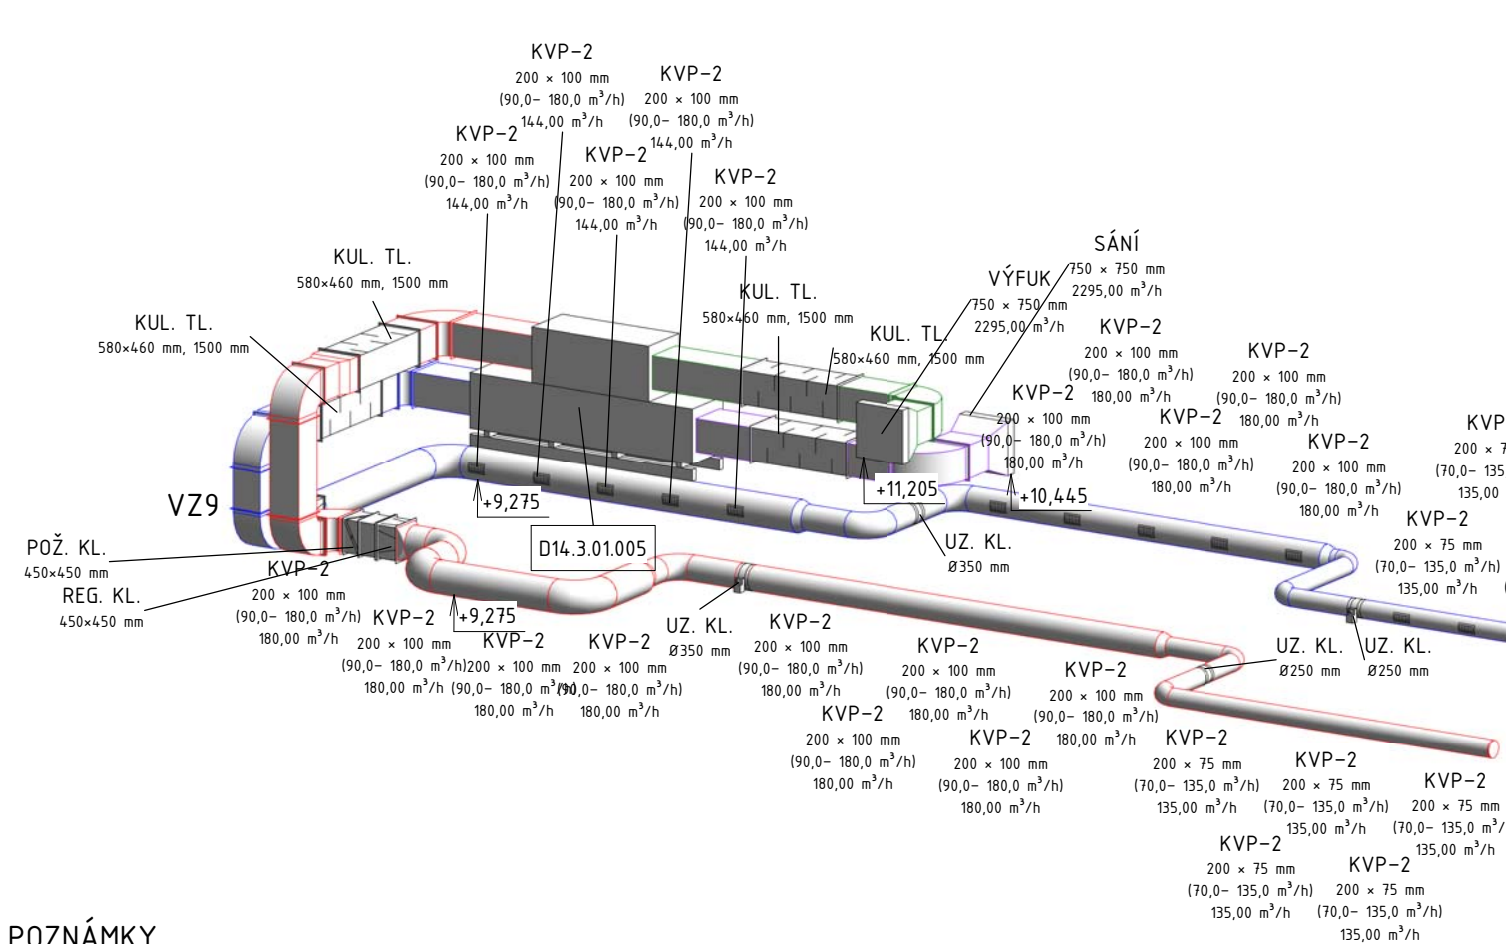 KVP-2
200 × 100 mm
(90,0- 180,0 m³/h)
144,00 m³/h
KVP-2
200 × 100 mm
(90,0- 180,0 m³/h)
144,00 m³/h
KVP-2
200 × 100 mm
(90,0- 180,0 m³/h)
144,00 m³/h
KVP-2
200 × 100 mm
(90,0- 180,0 m³/h)
144,00 m³/h
KVP-2
200 × 100 mm
(90,0- 180,0 m³/h)
144,00 m³/h
KUL. TL.
580×460 mm, 1500 mm
KUL. TL.
580×460 mm, 1500 mm
KUL. TL.
580×460 mm, 1500 mm
KUL. TL.
580×460 mm, 1500 mm
SÁNÍ
750 × 750 mm
2295,00 m³/h
VÝFUK
750 × 750 mm
2295,00 m³/h
KVP-2
200 × 100 mm
(90,0- 180,0 m³/h)
180,00 m³/h
KVP-2
200 × 100 mm
(90,0- 180,0 m³/h)
180,00 m³/h
KVP-2
200 × 100 mm
(90,0- 180,0 m³/h)
180,00 m³/h
KVP-2
200 × 100 mm
(90,0- 180,0 m³/h)
180,00 m³/h
KVP-2
200 × 100 mm
(90,0- 180,0 m³/h)
180,00 m³/h
200 ×
(70,0- 135
135,00
KVP-2
200 × 75 mm
(70,0- 135,0 m³/h)
135,00 m³/h
VZ9
+9,275
+11,205
+10,445
D14.3.01.005
UZ. KL.
Ø350 mm
POŽ. KL.
450×450 mm
REG. KL.
450×450 mm
+9,275
KVP-2
200 × 100 mm
(90,0- 180,0 m³/h)
180,00 m³/h
KVP-2
200 × 100 mm
(90,0- 180,0 m³/h)
180,00 m³/h
KVP-2
200 × 100 mm
(90,0- 180,0 m³/h)
180,00 m³/h
KVP-2
200 × 100 mm
(90,0- 180,0 m³/h)
180,00 m³/h
UZ. KL.
Ø350 mm
UZ. KL.
Ø250 mm
UZ. KL.
Ø250 mm
KVP-2
200 × 100 mm
(90,0- 180,0 m³/h)
180,00 m³/h
KVP-2
200 × 100 mm
(90,0- 180,0 m³/h)
180,00 m³/h
KVP-2
200 × 100 mm
(90,0- 180,0 m³/h)
180,00 m³/h
KVP-2
200 × 100 mm
(90,0- 180,0 m³/h)
180,00 m³/h
KVP-2
200 × 100 mm
(90,0- 180,0 m³/h)
180,00 m³/h
KVP-2
200 × 75 mm
(70,0- 135,0 m³/h)
135,00 m³/h
KVP-2
200 × 75 mm
(70,0- 135,0 m³/h)
135,00 m³/h
KVP-2
200 × 75 mm
(70,0- 135,0 m³/
135,00 m³/h
KVP-2
200 × 75 mm
(70,0- 135,0 m³/h)
135,00 m³/h
KVP-2
200 × 75 mm
(70,0- 135,0 m³/h)
135,00 m³/h
POZNÁMKY